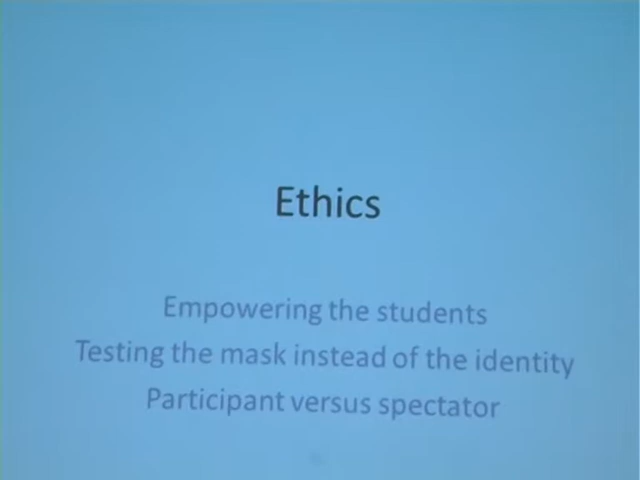 Ethics
Empowering the students
Testing the mask instead of the identity
Participant versus spectator